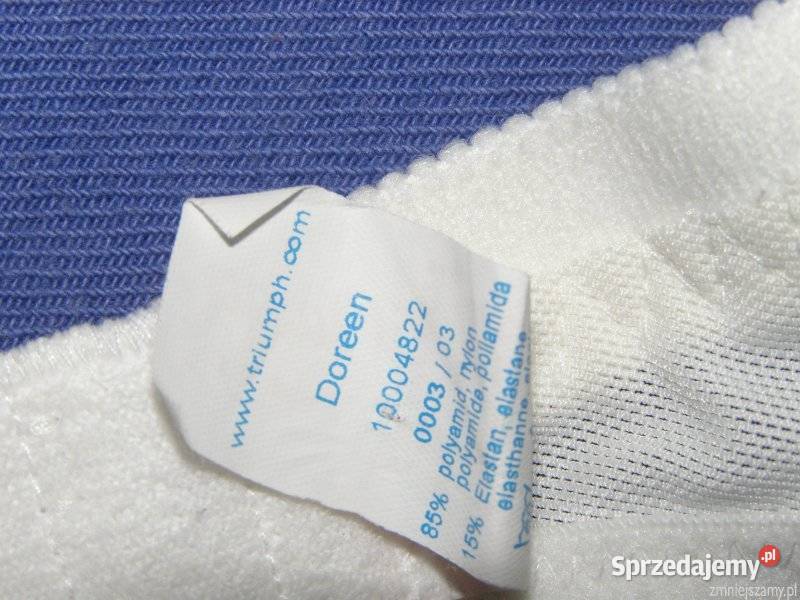 www.triumph.com
Doreen
10004822
0003 / 03
85% polyamid, nylon
polyamide, poliamida
15% Elastan, elastane
elasthanne,
Sprzedajemy.pl
zmniejszamy.pl